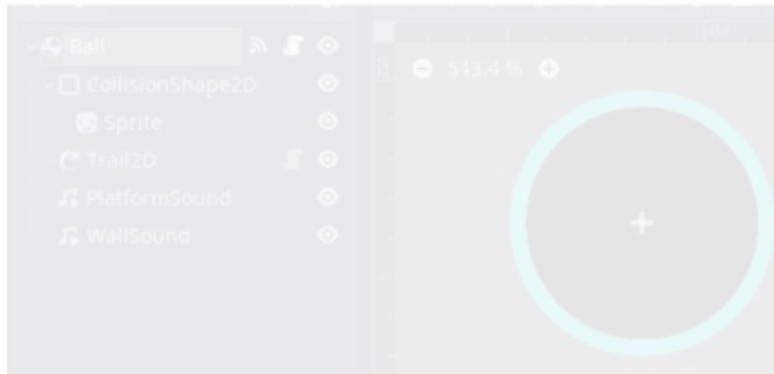 Ball
CollisionShape2D
Sprite
Trail2D
PlatformSound
WallSound
543.4 %